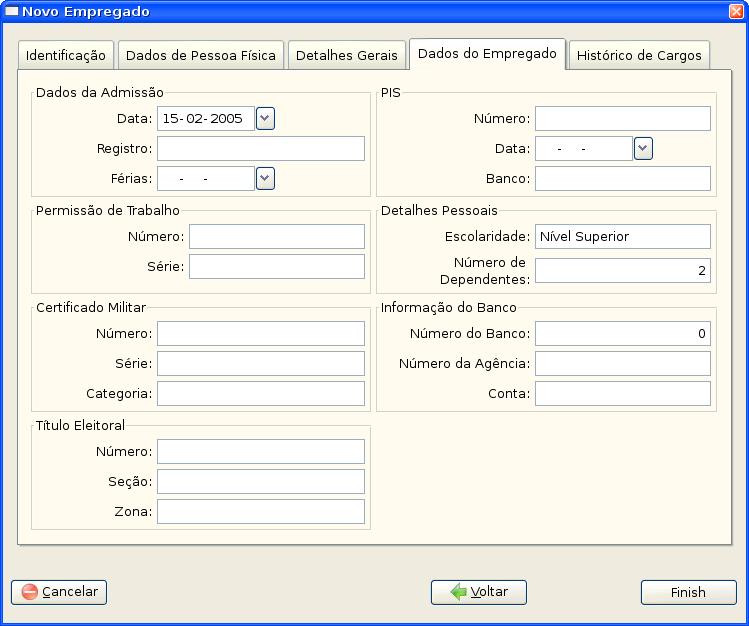 Novo Empregado
Identificação Dados de Pessoa Física Detalhes Gerais Dados do Empregado Histórico de Cargos
Dados da Admissão
Data: 15-02-2005
Registro:
Férias: - -
PIS
Número:
Data: - -
Banco:
Permissão de Trabalho
Número:
Série:
Detalhes Pessoais
Escolaridade: Nível Superior
Número de
Dependentes: 2
Certificado Militar
Número:
Série:
Categoria:
Informação do Banco
Número do Banco: 0
Número da Agência:
Conta:
Título Eleitoral
Número:
Seção:
Zona:
Cancelar Voltar Finish